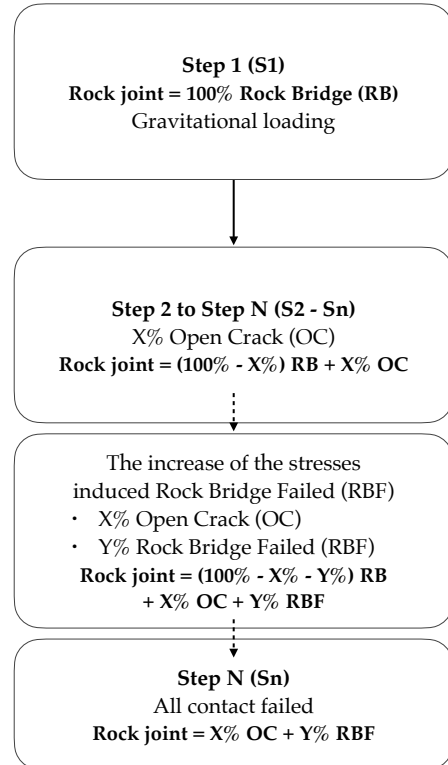 Step 1 (S1)
Rock joint = 100% Rock Bridge (RB)
Gravitational loading
Step 2 to Step N (S2 - Sn)
X% Open Crack (OC)
Rock joint = (100% - X%) RB + X% OC
The increase of the stresses
induced Rock Bridge Failed (RBF)
· X% Open Crack (OC)
· Y% Rock Bridge Failed (RBF)
Rock joint = (100% - X% - Y%) RB
+ X% OC + Y% RBF
Step N (Sn)
All contact failed
Rock joint = X% OC + Y% RBF